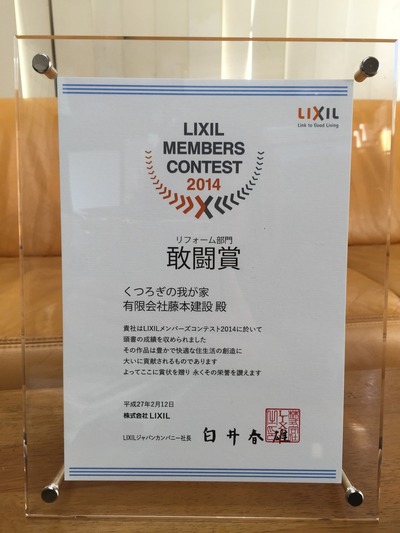 LIXIL
Link to Good Living
LIXIL
MEMBERS
CONTEST
2014
リフォーム部門
敢闘賞
くつろぎの我が家
有限会社藤本建設 殿
貴社はLIXILメンバーズコンテスト2014に於いて
頭書の成績を収められました
その作品は豊かで快適な住生活の創造に
大いに貢献されるものであります
よってここに賞状を贈り 永くその栄誉を讃えます
平成27年2月12日
株式会社 LIXIL
LIXILジャパンカンパニー社長 臼井春雄